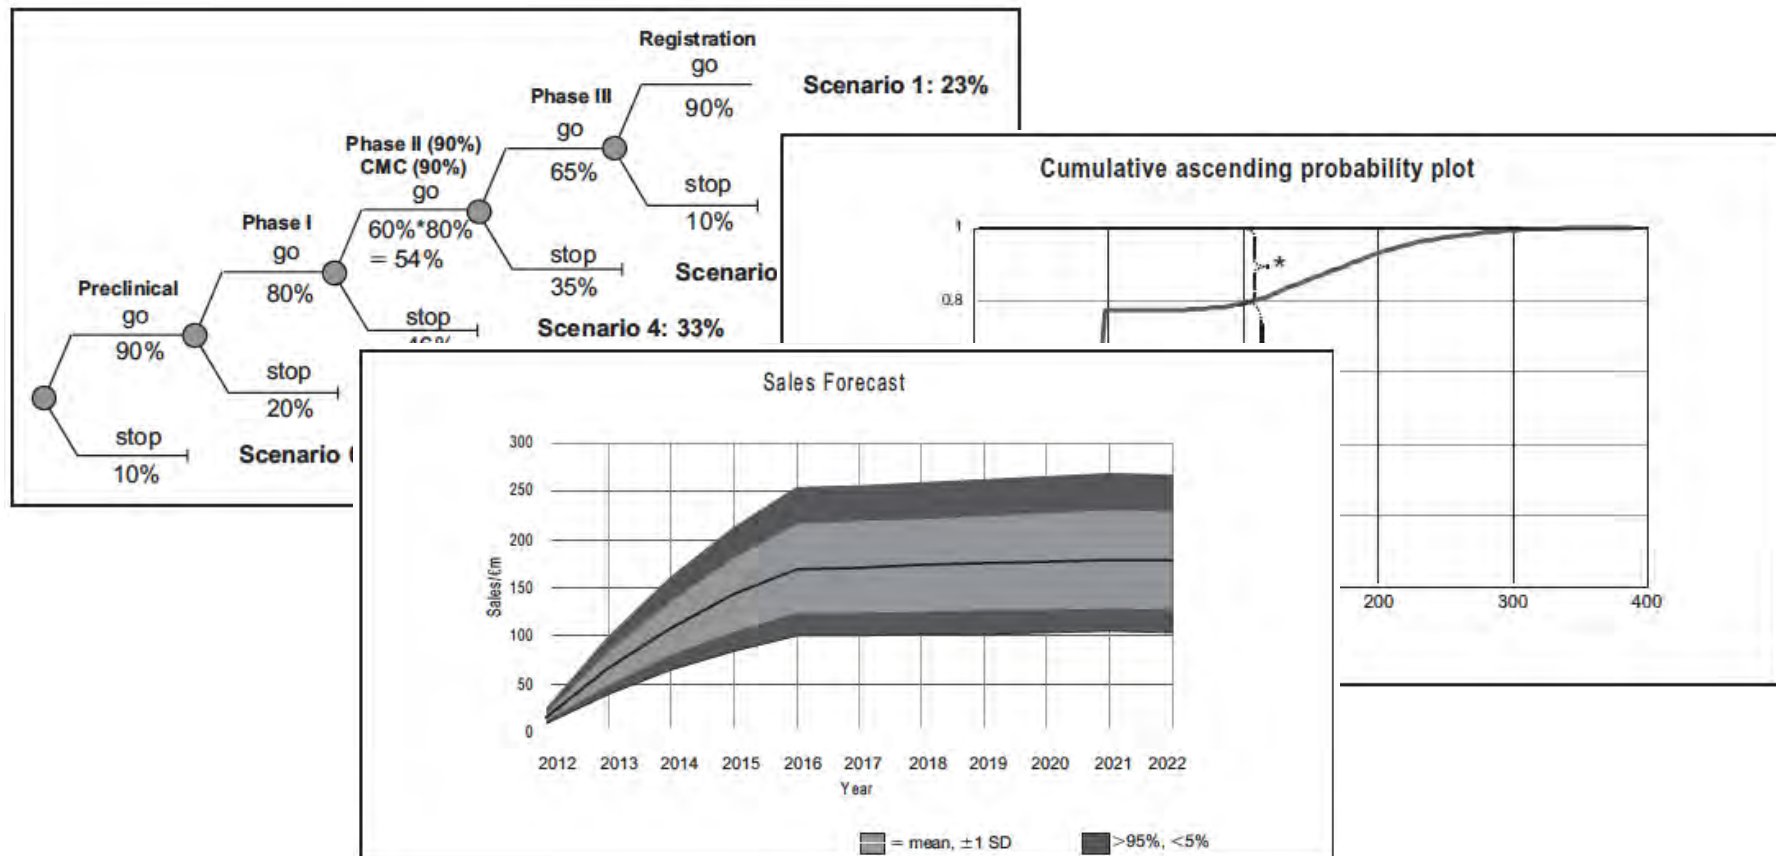 Registration
go
90%
Scenario 1: 23%
Phase III
go
65%
stop
10%
Phase II (90%)
CMC (90%)
go
60%*80%
= 54%
stop
35%
Scenario
Phase I
go
80%
stop
Scenario 4: 33%
Preclinical
go
90%
stop
20%
stop
10%
Scenario
Cumulative ascending probability plot
1
0.8
*
200
300
400
Sales Forecast
300
250
200
150
100
50
0
Sales/€m
2012 2013 2014 2015 2016 2017 2018 2019 2020 2021 2022
Year
= mean, ±1 SD
>95%, <5%